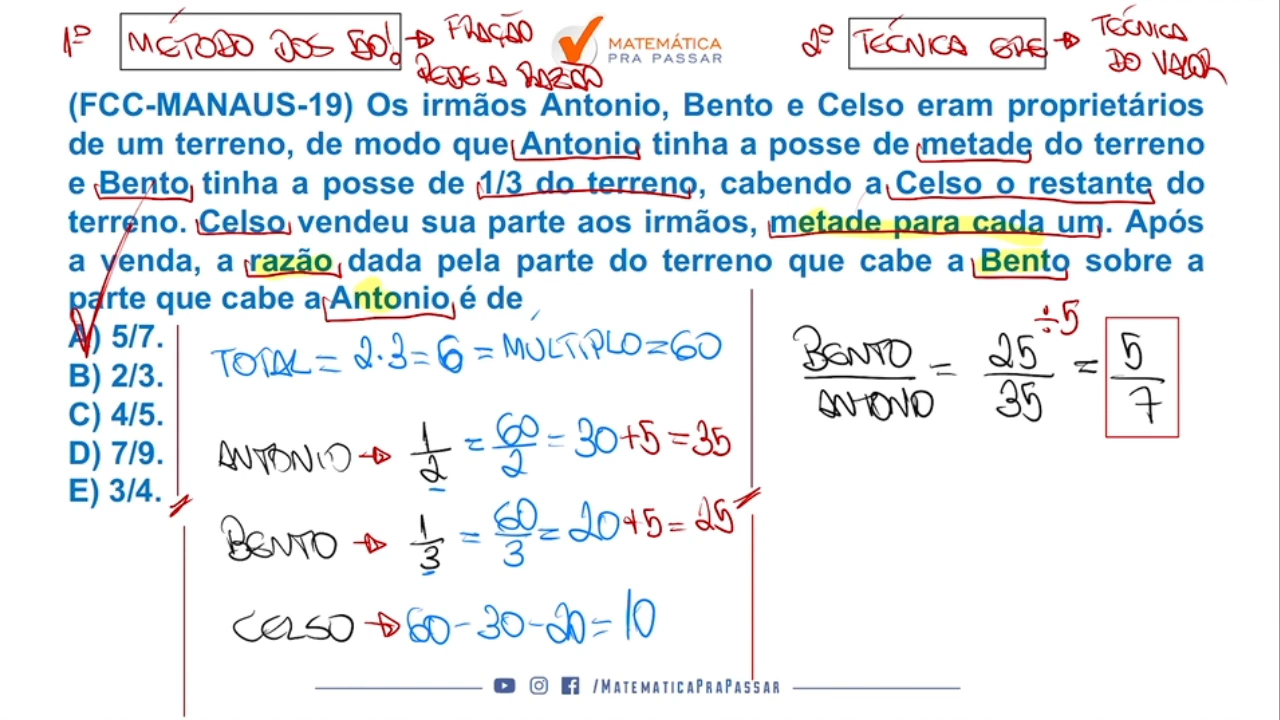 1º MÉTODO DOS 50! → FRAÇÃO
PEDE A RAZÃO
MATEMÁTICA
PRA PASSAR
2º TÉCNICA → TÉCNICA
DO VALOR
(FCC-MANAUS-19) Os irmãos Antonio, Bento e Celso eram proprietários
de um terreno, de modo que Antonio tinha a posse de metade do terreno
e Bento tinha a posse de 1/3 do terreno, cabendo a Celso o restante do
terreno. Celso vendeu sua parte aos irmãos, metade para cada um. Após
a venda, a razão dada pela parte do terreno que cabe a Bento sobre a
parte que cabe a Antonio é de
A) 5/7.
B) 2/3.
C) 4/5.
D) 7/9.
E) 3/4.
TOTAL = 2·3 = 6 = MÚLTIPLO = 60
ANTONIO → 1/2 = 60/2 = 30 + 5 = 35
BENTO → 1/3 = 60/3 = 20 + 5 = 25
CELSO → 60 - 30 - 20 = 10
BENTO/ANTONIO = 25/35 ÷5 = 5/7
/MATEMATICAPRAPASSAR